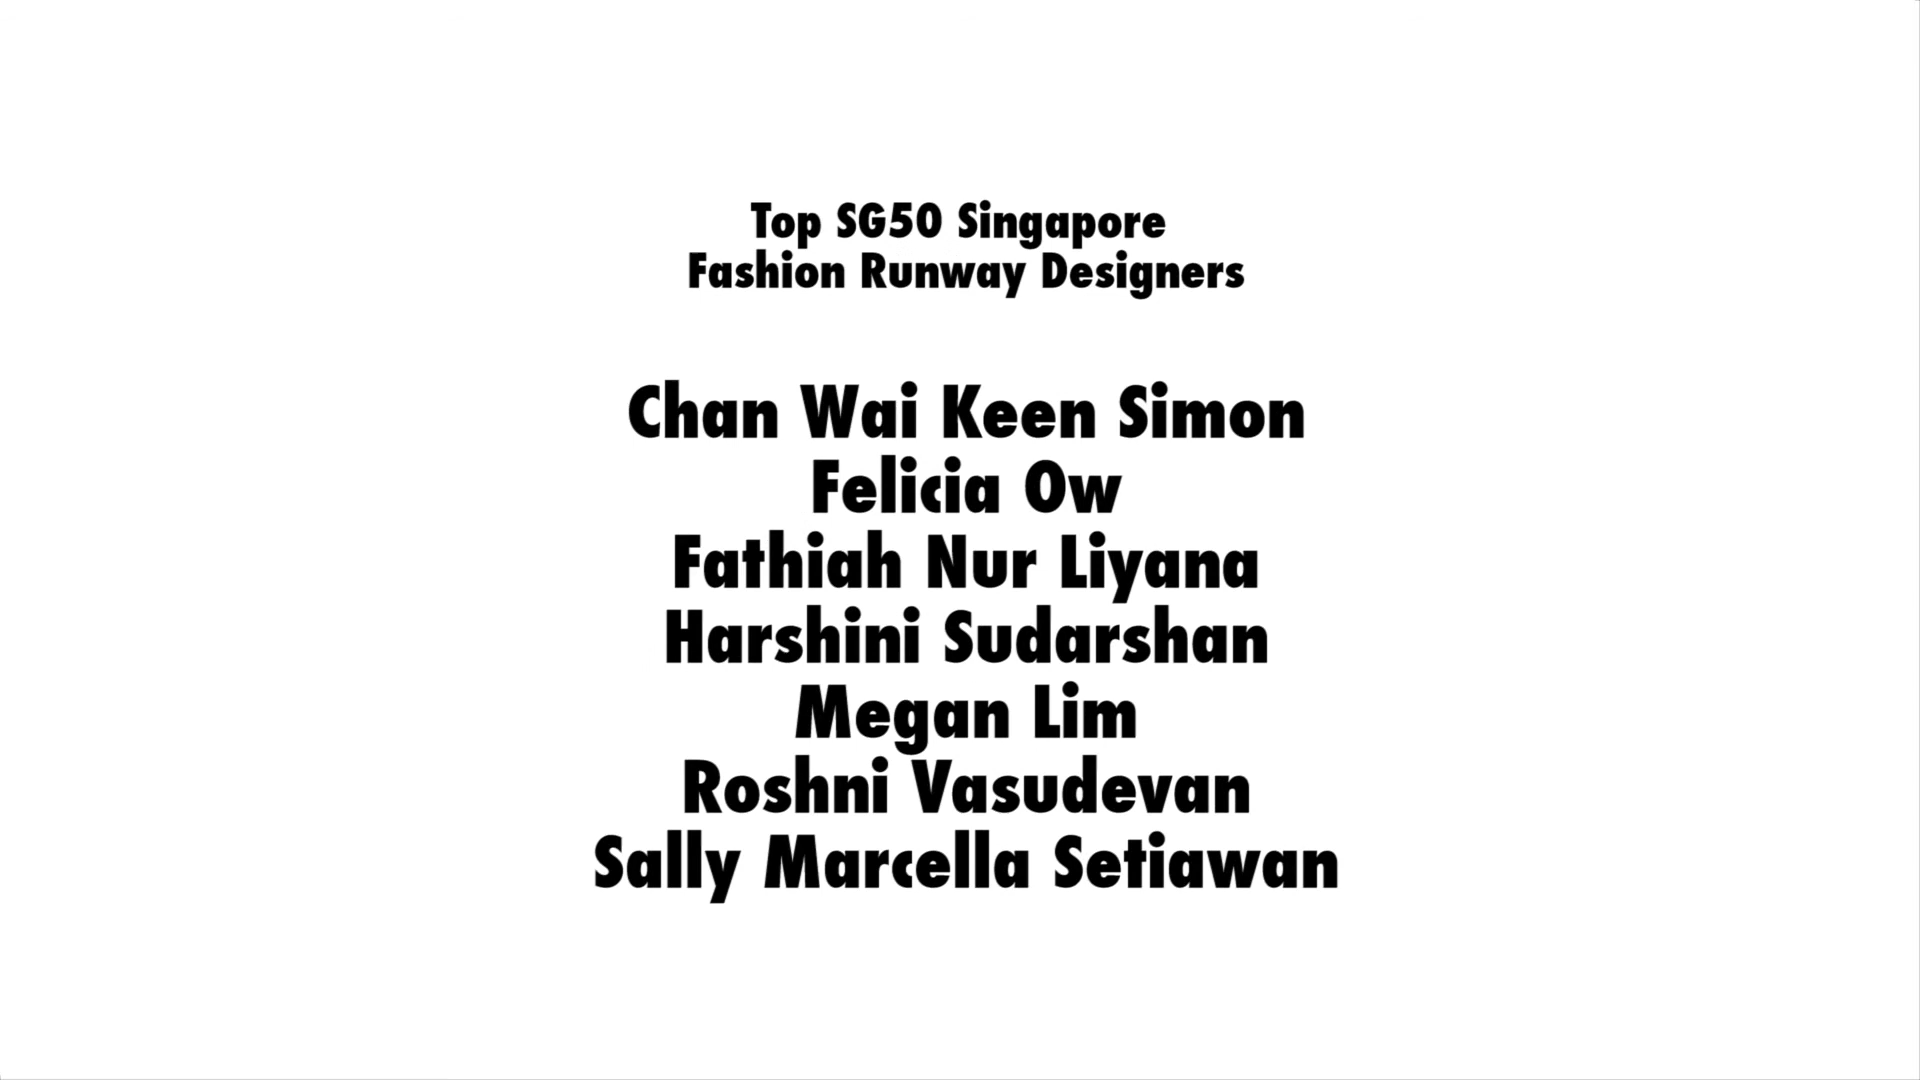 Top SG50 Singapore
Fashion Runway Designers
Chan Wai Keen Simon
Felicia Ow
Fathiah Nur Liyana
Harshini Sudarshan
Megan Lim
Roshni Vasudevan
Sally Marcella Setiawan